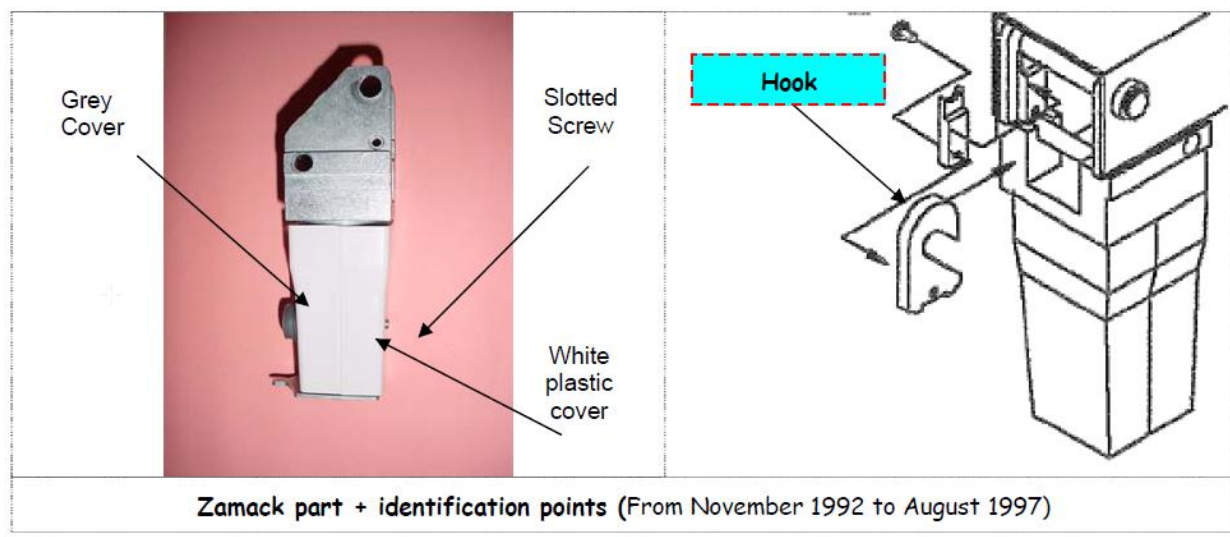 Grey
Cover
Slotted
Screw
White
plastic
cover
Hook
Zamack part + identification points (From November 1992 to August 1997)